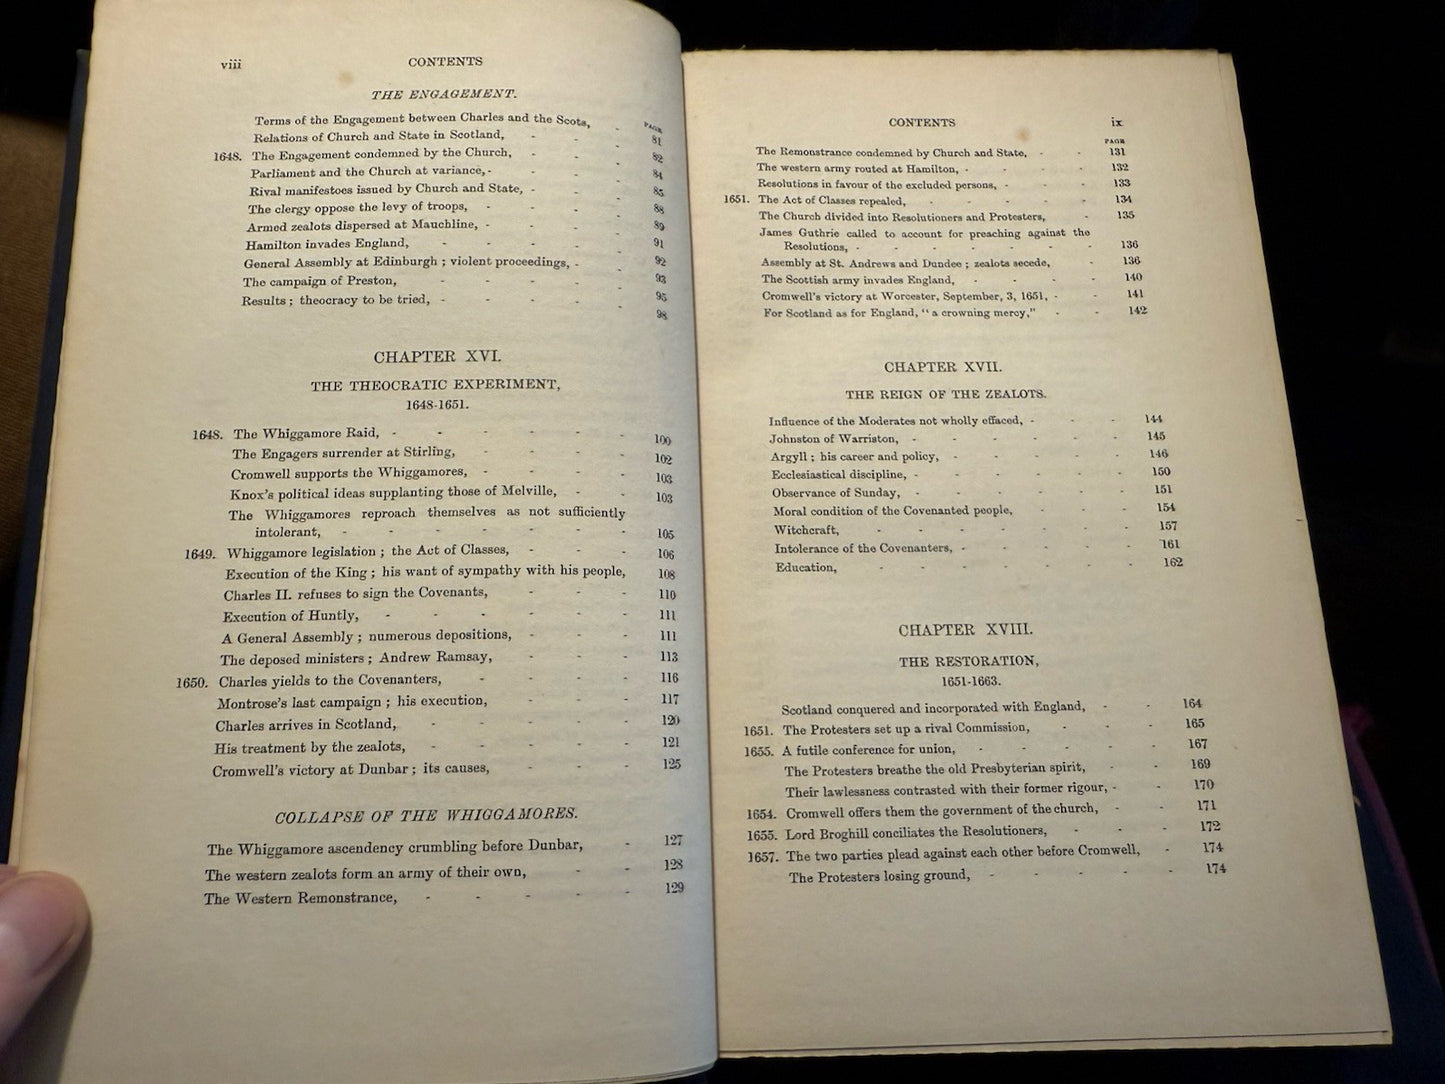 viii CONTENTS
THE ENGAGEMENT.
PAGE
Terms of the Engagement between Charles and the Scots, - 81
Relations of Church and State in Scotland, - - 82
1648. The Engagement condemned by the Church, - - 84
Parliament and the Church at variance, - - - 85
Rival manifestoes issued by Church and State, - - 88
The clergy oppose the levy of troops, - - - 89
Armed zealots dispersed at Mauchline, - - - - 91
Hamilton invades England, - - - - 92
General Assembly at Edinburgh ; violent proceedings, - - 93
The campaign of Preston, - - - - - 95
Results ; theocracy to be tried, - - - - - 98
CHAPTER XVI.
THE THEOCRATIC EXPERIMENT,
1648-1651.
1648. The Whiggamore Raid, - - - - - - 100
The Engagers surrender at Stirling, - - - - 102
Cromwell supports the Whiggamores, - - - - 103
Knox's political ideas supplanting those of Melville, - - 103
The Whiggamores reproach themselves as not sufficiently
intolerant, - - - - - - - 105
1649. Whiggamore legislation ; the Act of Classes, - - - 106
Execution of the King ; his want of sympathy with his people, 108
Charles II. refuses to sign the Covenants, - - - 110
Execution of Huntly, - - - - - - 111
A General Assembly ; numerous depositions, - - - 111
The deposed ministers ; Andrew Ramsay, - - - 113
1650. Charles yields to the Covenanters, - - - - 116
Montrose's last campaign ; his execution, - - - 117
Charles arrives in Scotland, - - - - - 120
His treatment by the zealots, - - - - - 121
Cromwell's victory at Dunbar ; its causes, - - - 125
COLLAPSE OF THE WHIGGAMORES.
The Whiggamore ascendency crumbling before Dunbar, - 127
The western zealots form an army of their own, - - 128
The Western Remonstrance, - - - - - 129
CONTENTS ix
PAGE
The Remonstrance condemned by Church and State, - - 131
The western army routed at Hamilton, - - - - 132
Resolutions in favour of the excluded persons, - - - 133
1651. The Act of Classes repealed, - - - - - 134
The Church divided into Resolutioners and Protesters, - 135
James Guthrie called to account for preaching against the
Resolutions, - - - - - - - 136
Assembly at St. Andrews and Dundee ; zealots secede, - 136
The Scottish army invades England, - - - - 140
Cromwell's victory at Worcester, September, 3, 1651, - - 141
For Scotland as for England, "a crowning mercy," - - 142
CHAPTER XVII.
THE REIGN OF THE ZEALOTS.
Influence of the Moderates not wholly effaced, - - - 144
Johnston of Warriston, - - - - - - 145
Argyll ; his career and policy, - - - - - 146
Ecclesiastical discipline, - - - - - - 150
Observance of Sunday, - - - - - - 151
Moral condition of the Covenanted people, - - - 154
Witchcraft, - - - - - - - 157
Intolerance of the Covenanters, - - - - - 161
Education, - - - - - - - 162
CHAPTER XVIII.
THE RESTORATION,
1651-1663.
Scotland conquered and incorporated with England, - - 164
1651. The Protesters set up a rival Commission, - - - 165
1655. A futile conference for union, - - - - - 167
The Protesters breathe the old Presbyterian spirit, - - 169
Their lawlessness contrasted with their former rigour, - - 170
1654. Cromwell offers them the government of the church, - - 171
1655. Lord Broghill conciliates the Resolutioners, - - - 172
1657. The two parties plead against each other before Cromwell, - 174
The Protesters losing ground, - - - - - 174